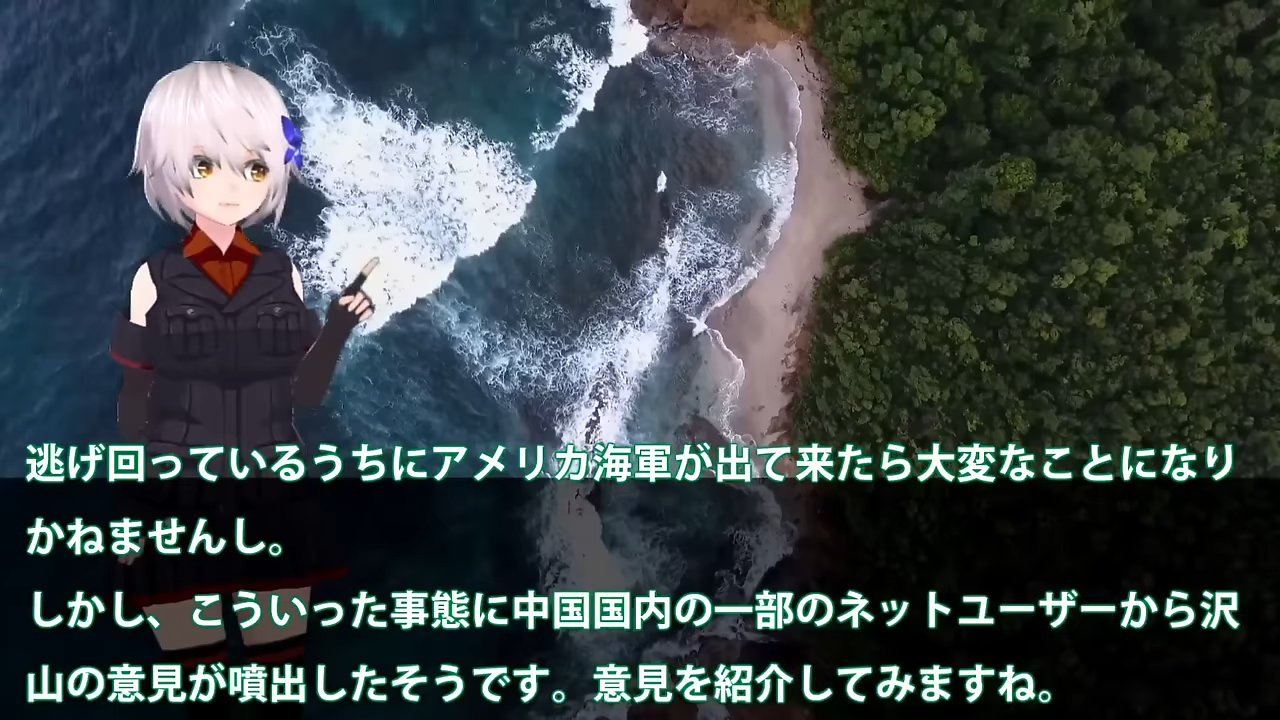 逃げ回っているうちにアメリカ海軍が出て来たら大変なことになり
かねませんし。
しかし、こういった事態に中国国内の一部のネットユーザーから沢
山の意見が噴出したそうです。意見を紹介してみますね。